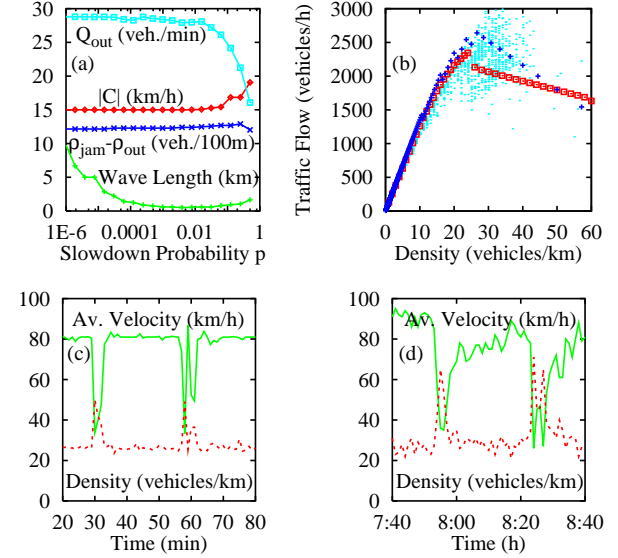 30
25
20
15
10
5
0
Q_out (veh./min)
(a)
|C| (km/h)
ρ_jam-ρ_out (veh./100m)
Wave Length (km)
1E-6 0.0001 0.01 1
Slowdown Probability p
Traffic Flow (vehicles/h)
3000
2500
2000
1500
1000
500
0
(b)
0 10 20 30 40 50 60
Density (vehicles/km)
100
80
60
40
20
0
Av. Velocity (km/h)
(c)
Density (vehicles/km)
20 30 40 50 60 70 80
Time (min)
100
80
60
40
20
0
Av. Velocity (km/h)
(d)
Density (vehicles/km)
7:40 8:00 8:20 8:40
Time (h)